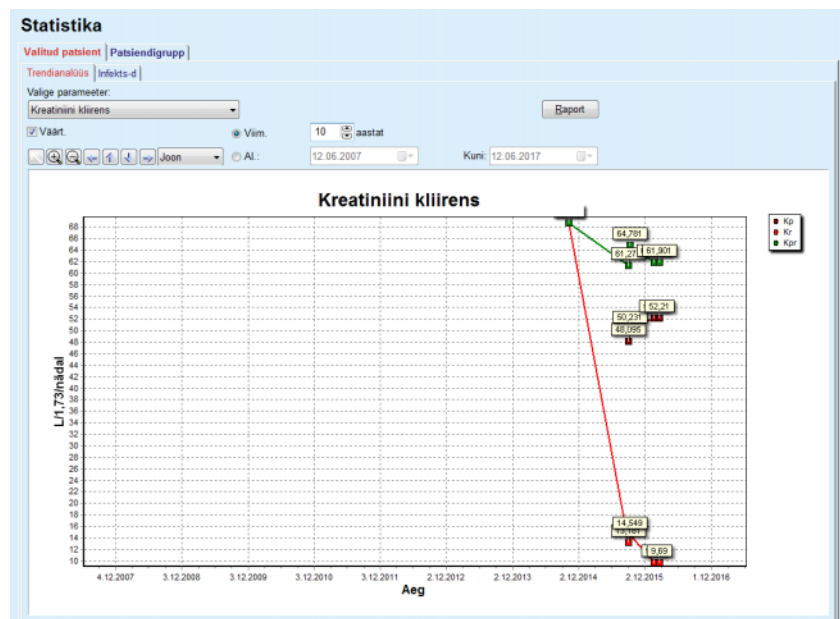 Statistika
Valitud patsient Patsiendigrupp
Trendianalüüs Infekts-d
Valige parameeter:
Kreatiniini kliirens Raport
Väärt. Viim. 10 aastat
Joon Al.: 12.06.2007 Kuni: 12.06.2017
Kreatiniini kliirens
Kp
Kr
Kpr
68
66
64
62
60
58
56
54
52
50
48
46
44
42
40
38
36
34
32
30
28
26
24
22
20
18
16
14
12
10
L/1,73/nädal
64,781
61,901
52,21
50,231
48,095
14,549
9,69
4.12.2007 3.12.2008 3.12.2009 3.12.2010 3.12.2011 2.12.2012 2.12.2013 2.12.2014 2.12.2015 1.12.2016
Aeg